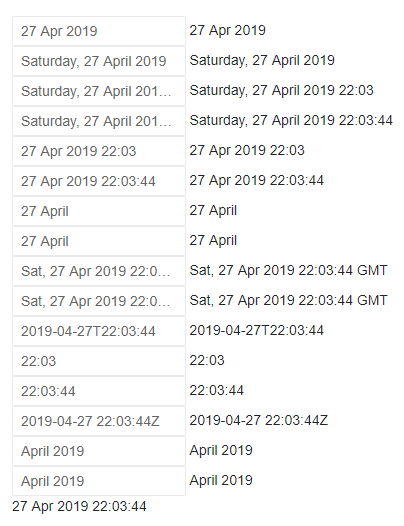 27 Apr 2019 27 Apr 2019
Saturday, 27 April 2019 Saturday, 27 April 2019
Saturday, 27 April 201... Saturday, 27 April 2019 22:03
Saturday, 27 April 201... Saturday, 27 April 2019 22:03:44
27 Apr 2019 22:03 27 Apr 2019 22:03
27 Apr 2019 22:03:44 27 Apr 2019 22:03:44
27 April 27 April
27 April 27 April
Sat, 27 Apr 2019 22:0... Sat, 27 Apr 2019 22:03:44 GMT
Sat, 27 Apr 2019 22:0... Sat, 27 Apr 2019 22:03:44 GMT
2019-04-27T22:03:44 2019-04-27T22:03:44
22:03 22:03
22:03:44 22:03:44
2019-04-27 22:03:44Z 2019-04-27 22:03:44Z
April 2019 April 2019
April 2019 April 2019
27 Apr 2019 22:03:44